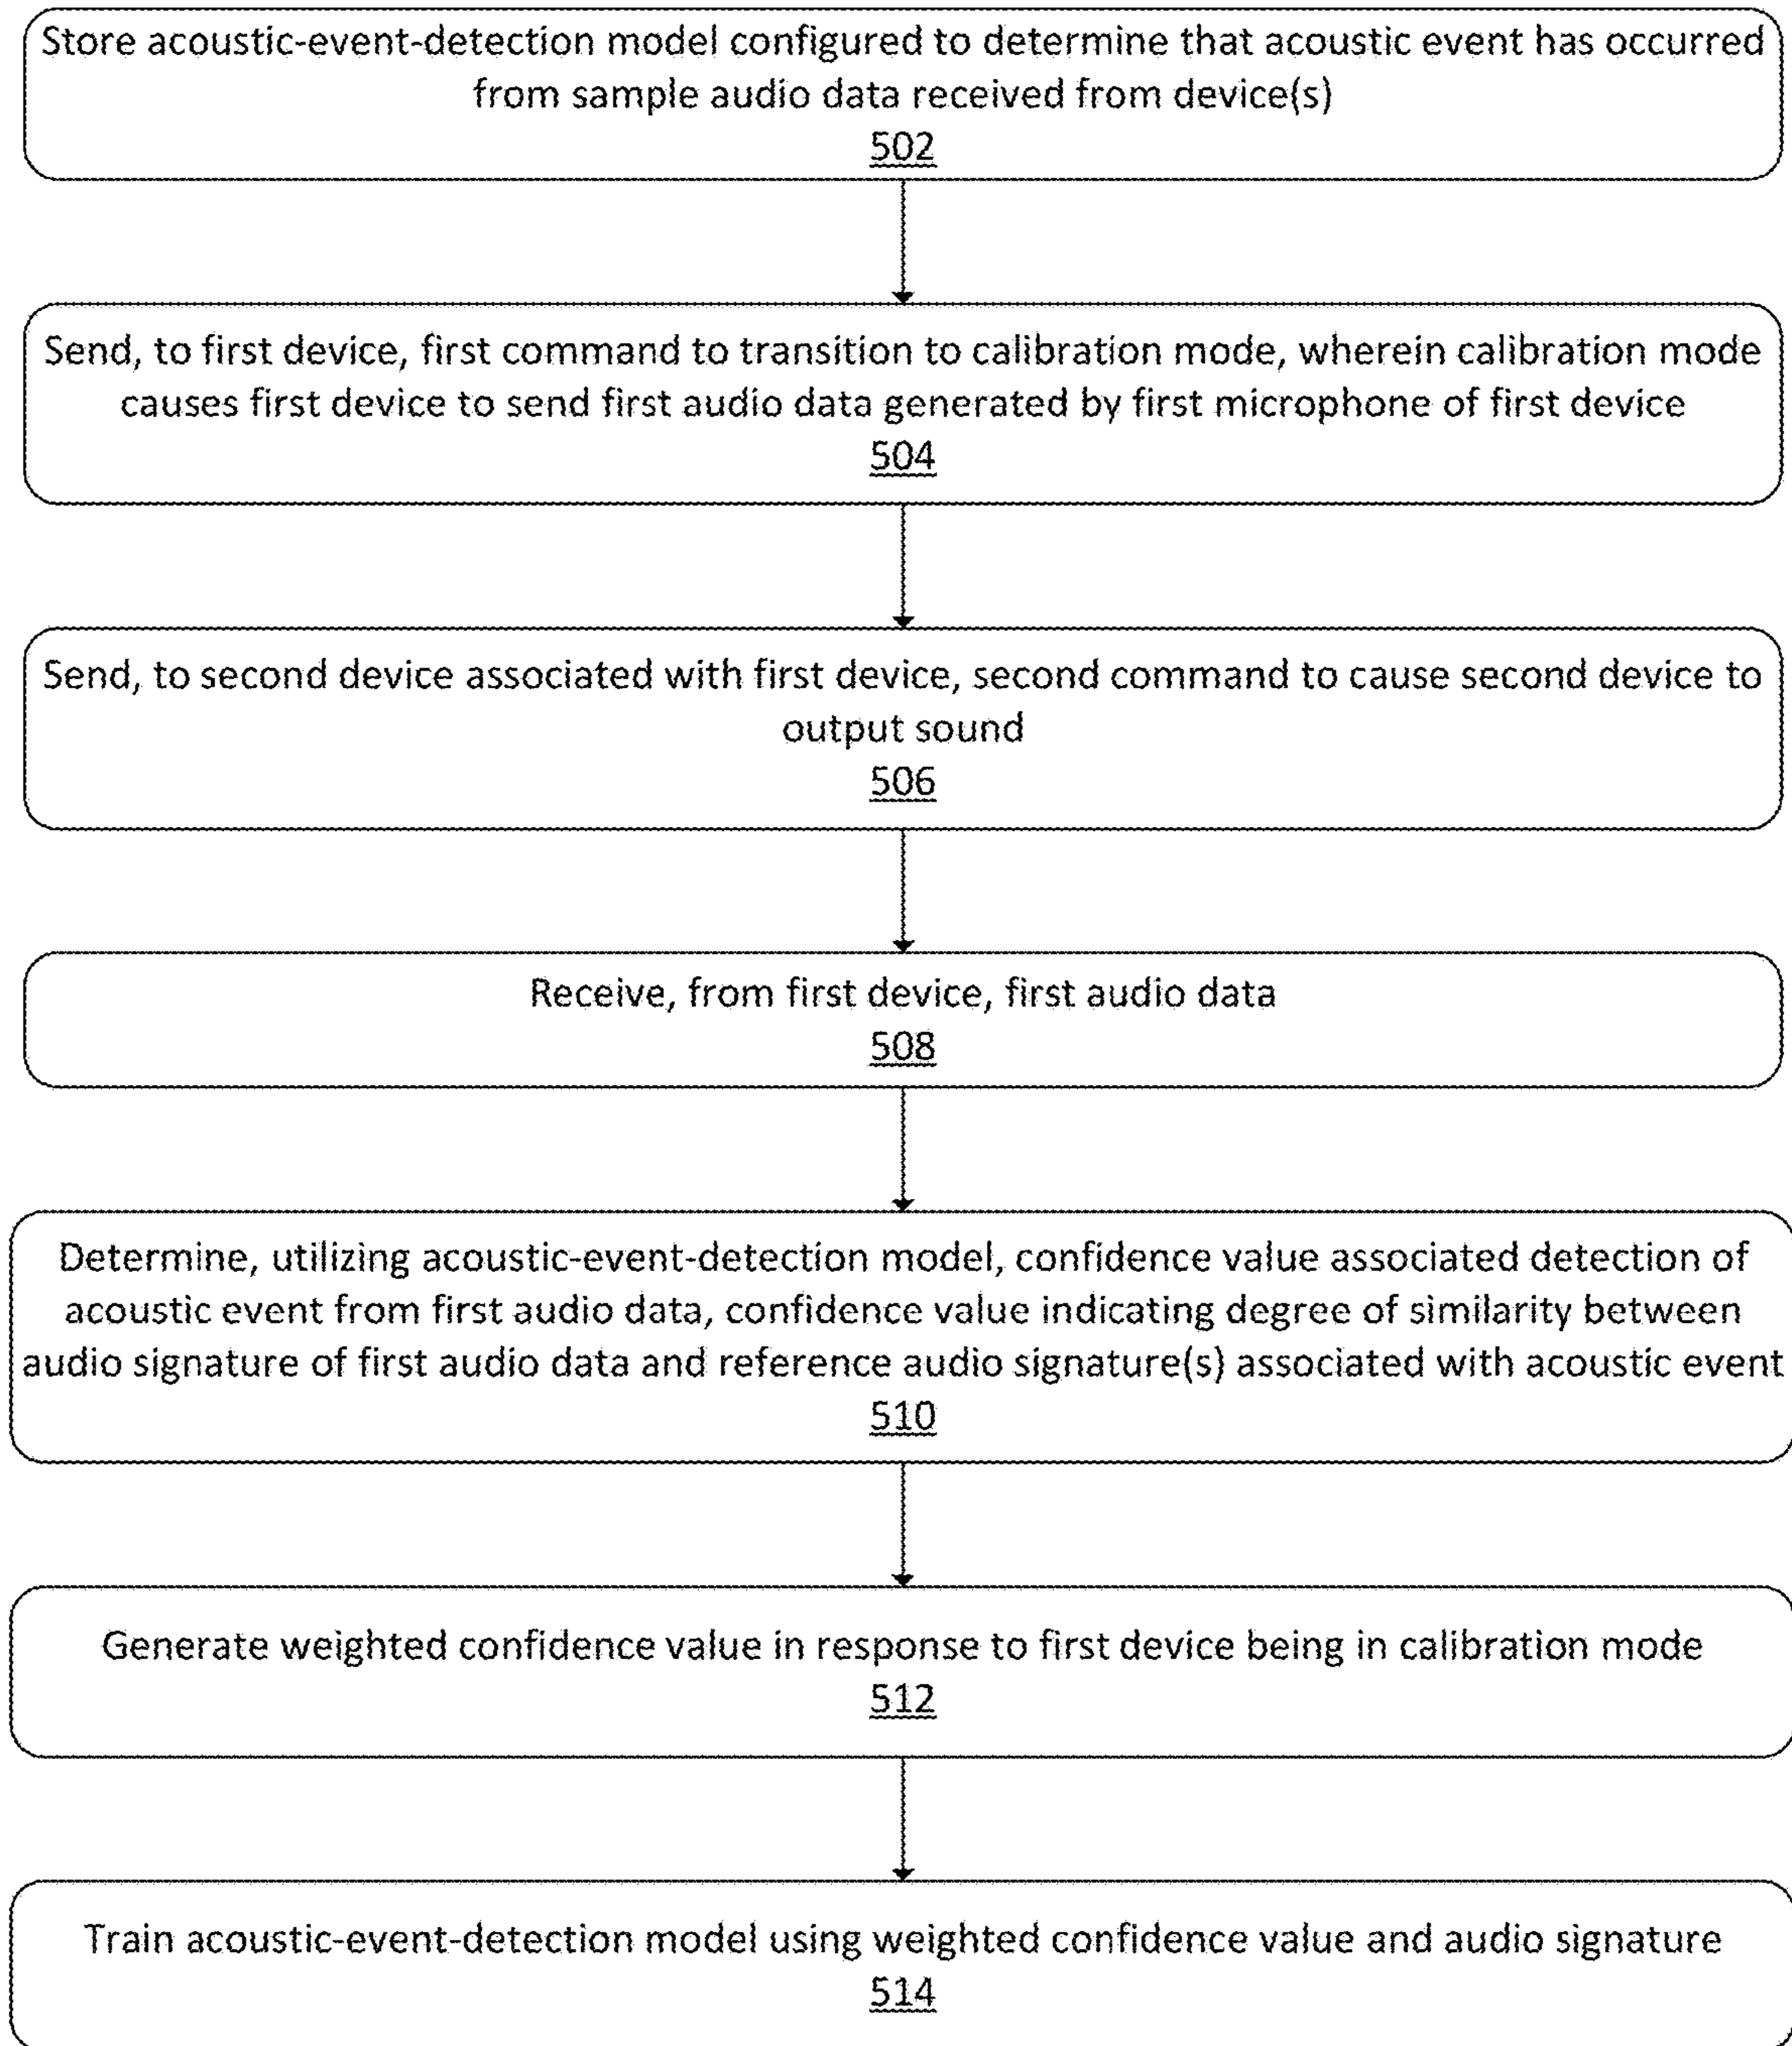 Store acoustic-event-detection model configured to determine that acoustic event has occurred
from sample audio data received from device(s)
502
Send, to first device, first command to transition to calibration mode, wherein calibration mode
causes first device to send first audio data generated by first microphone of first device
504
Send, to second device associated with first device, second command to cause second device to
output sound
506
Receive, from first device, first audio data
508
Determine, utilizing acoustic-event-detection model, confidence value associated detection of
acoustic event from first audio data, confidence value indicating degree of similarity between
audio signature of first audio data and reference audio signature(s) associated with acoustic event
510
Generate weighted confidence value in response to first device being in calibration mode
512
Train acoustic-event-detection model using weighted confidence value and audio signature
514